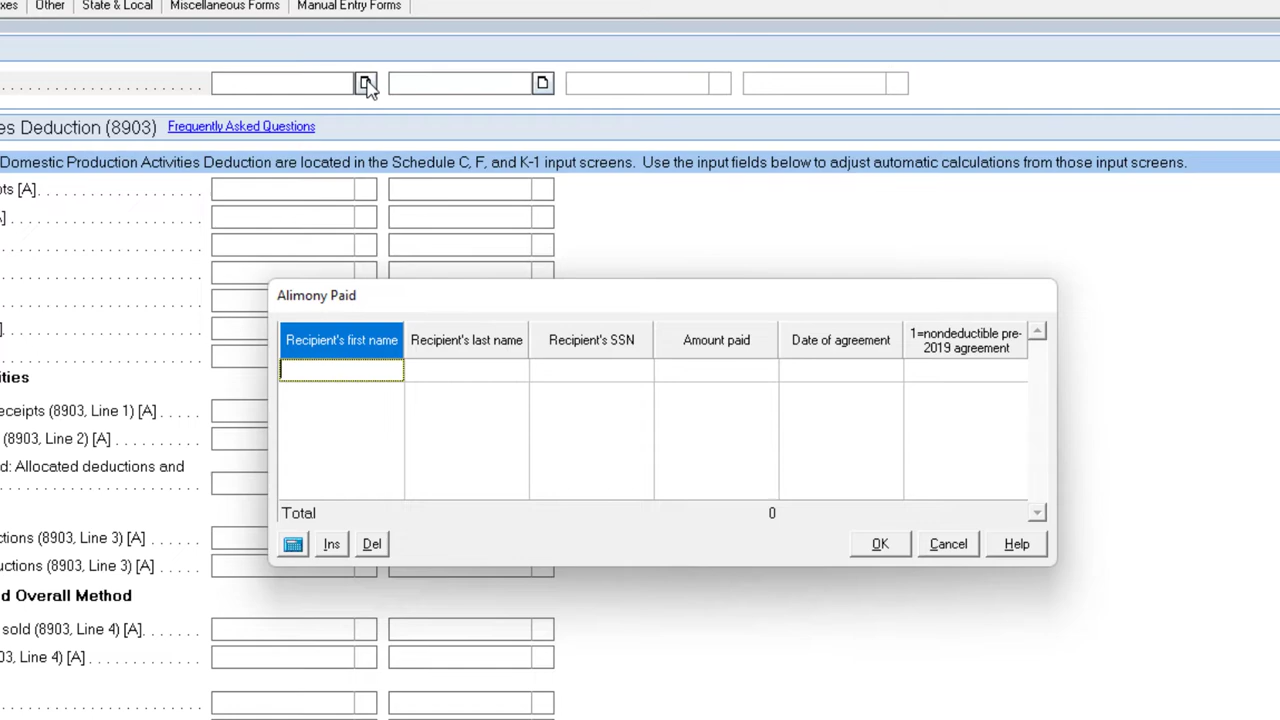 xes Other State & Local Miscellaneous Forms Manual Entry Forms
es Deduction (8903) Frequently Asked Questions
Domestic Production Activities Deduction are located in the Schedule C, F, and K-1 input screens. Use the input fields below to adjust automatic calculations from those input screens.
ts [A]
A]
Alimony Paid
Recipient's first name Recipient's last name Recipient's SSN Amount paid Date of agreement 1=nondeductible pre-
2019 agreement
]
ities
eceipts (8903, Line 1) [A]
(8903, Line 2) [A]
d: Allocated deductions and
Total 0
ctions (8903, Line 3) [A]
Ins Del OK Cancel Help
uctions (8903, Line 3) [A]
d Overall Method
sold (8903, Line 4) [A]
03, Line 4) [A]